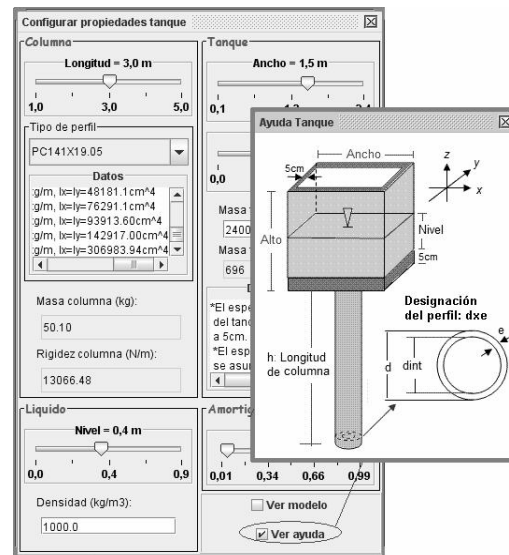 Configurar propiedades tanque
Columna
Longitud = 3,0 m
1,0 3,0 5,0
Tipo de perfil
PC141X19.05
Datos
:g/m, Ix=Iy=48181.1cm^4
:g/m, Ix=Iy=76291.1cm^4
:g/m, Ix=Iy=93913.60cm^4
:g/m, Ix=Iy=142917.00cm^4
:g/m, Ix=Iy=306983.94cm^4
Masa columna (kg):
50.10
Rigidez columna (N/m):
13066.48
Liquido
Nivel = 0,4 m
0,0 0,4 0,9
Densidad (kg/m3):
1000.0
Tanque
Ancho = 1,5 m
0,1
0,0
Masa
2400
Masa
696
*El espe
del tanq
a 5cm.
*El esp
se asum
Amortig
0,01 0,34 0,66 0,99
Ver modelo
Ver ayuda
Ayuda Tanque
Ancho
5cm
z
y
x
Alto
Nivel
5cm
h: Longitud
de columna
Designación
del perfil: dxe
e
d
dint